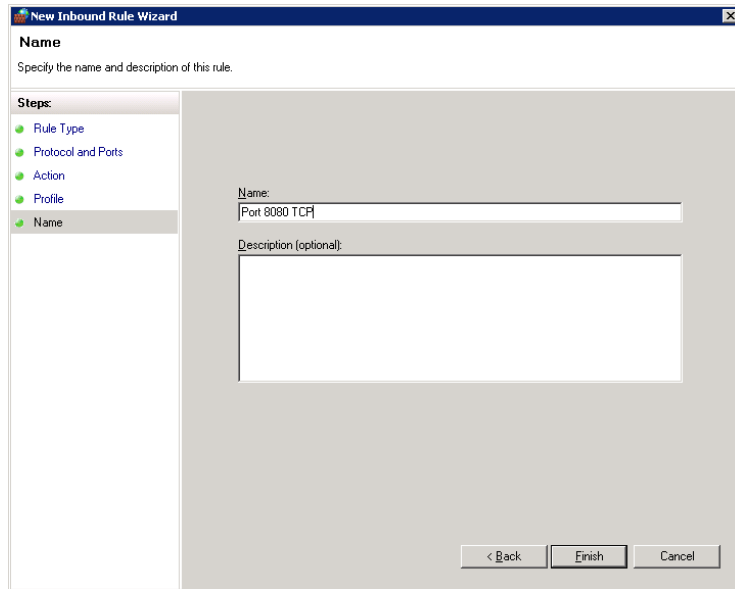 New Inbound Rule Wizard
Name
Specify the name and description of this rule.
Steps:
Rule Type
Protocol and Ports
Action
Profile
Name
Name:
Port 8080 TCP
Description (optional):
< Back
Finish
Cancel